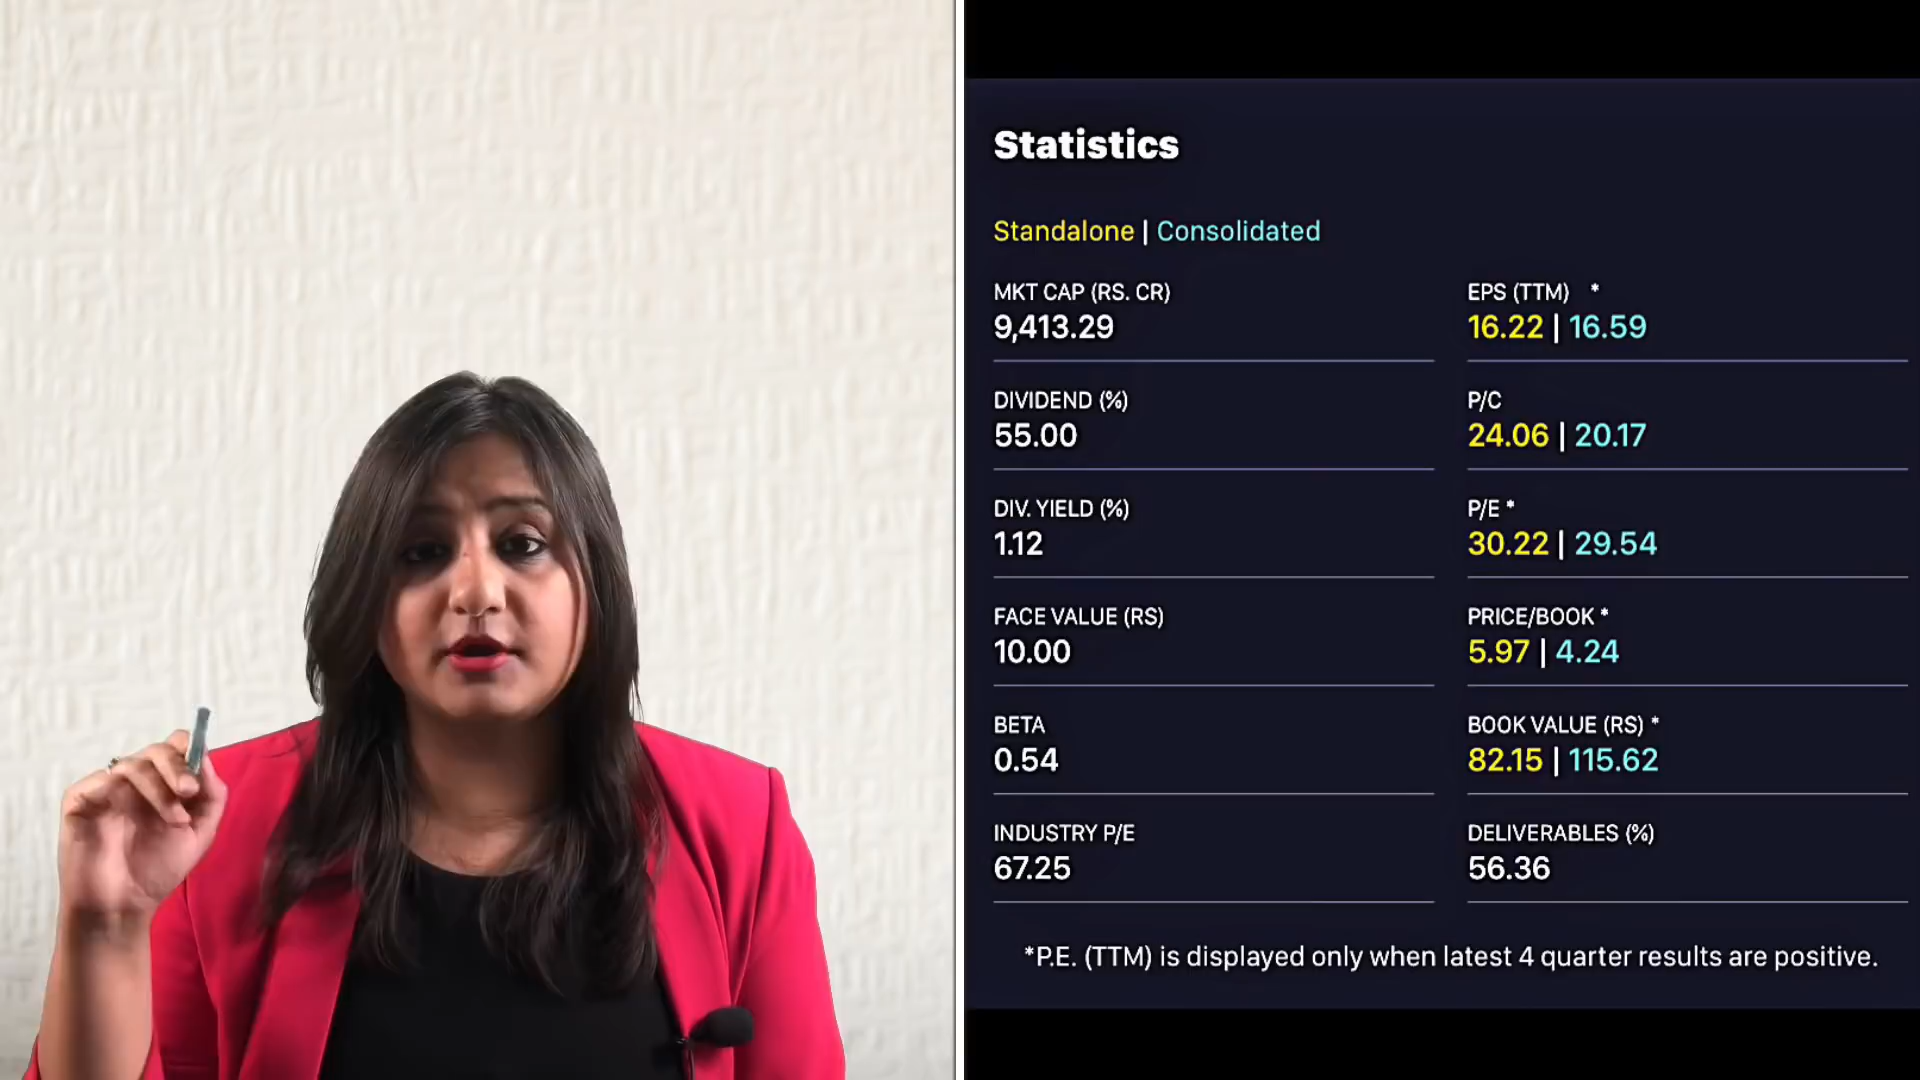 Statistics
Standalone | Consolidated
MKT CAP (RS. CR)
9,413.29
EPS (TTM) *
16.22 | 16.59
DIVIDEND (%)
55.00
P/C
24.06 | 20.17
DIV. YIELD (%)
1.12
P/E *
30.22 | 29.54
FACE VALUE (RS)
10.00
PRICE/BOOK *
5.97 | 4.24
BETA
0.54
BOOK VALUE (RS) *
82.15 | 115.62
INDUSTRY P/E
67.25
DELIVERABLES (%)
56.36
*P.E. (TTM) is displayed only when latest 4 quarter results are positive.